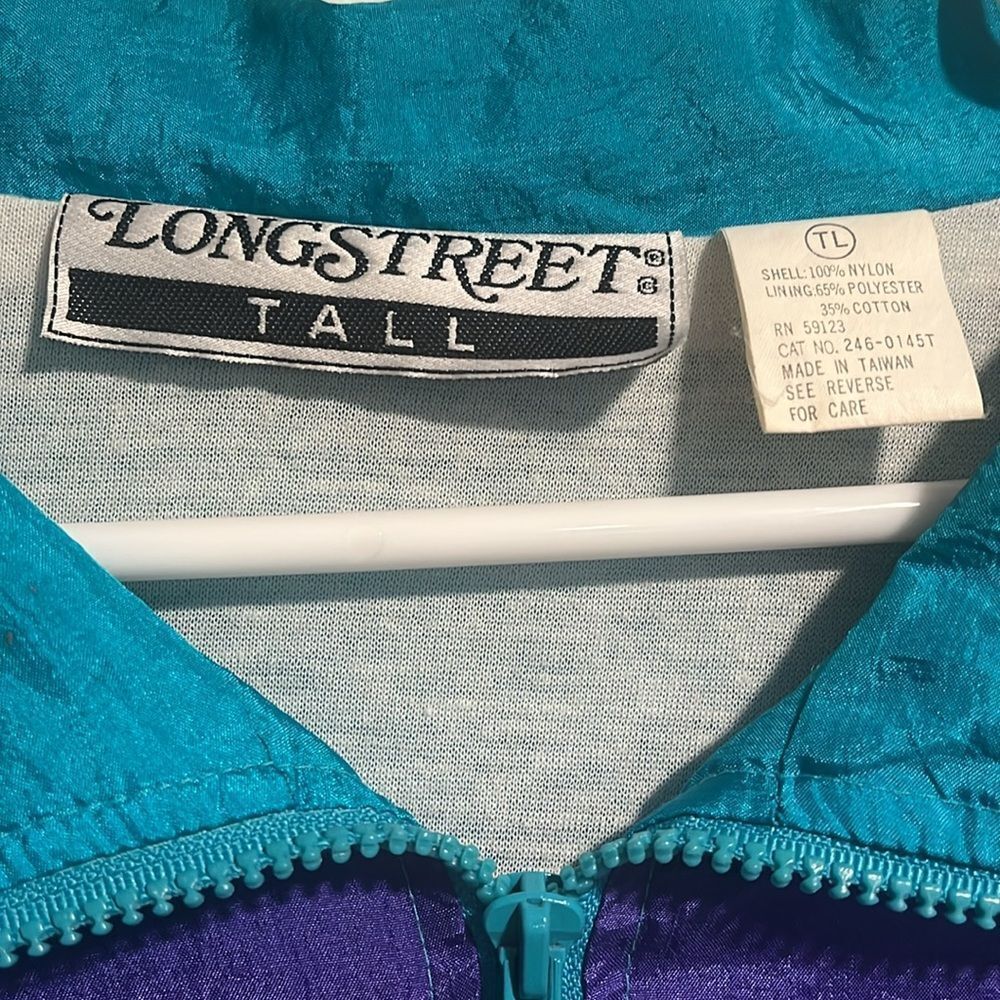 LONGSTREET®®
TALL
TL
SHELL: 100% NYLON
LINING: 65% POLYESTER
35% COTTON
RN 59123
CAT NO. 246-0145T
MADE IN TAIWAN
SEE REVERSE
FOR CARE